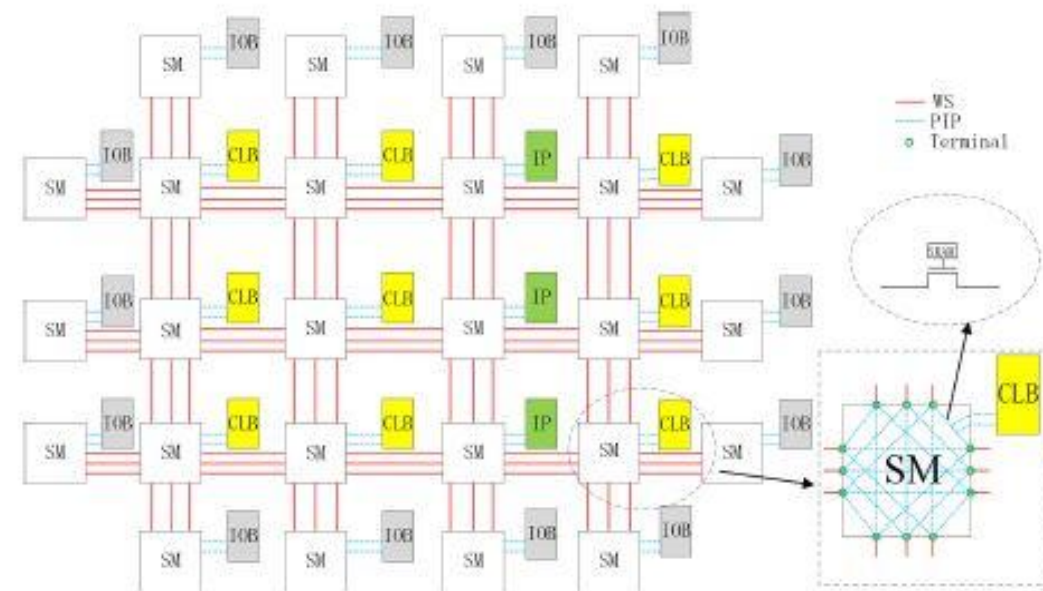 IOB IOB IOB IOB
SM SM SM SM
WS
PIP
Terminal
IOB CLB CLB IP CLB IOB
SM SM SM SM SM SM
IOB CLB CLB IP CLB IOB
SM SM SM SM SM SM
CLB
IOB CLB CLB IP CLB IOB
SM SM SM SM SM SM
SM
IOB IOB IOB IOB
SM SM SM SM